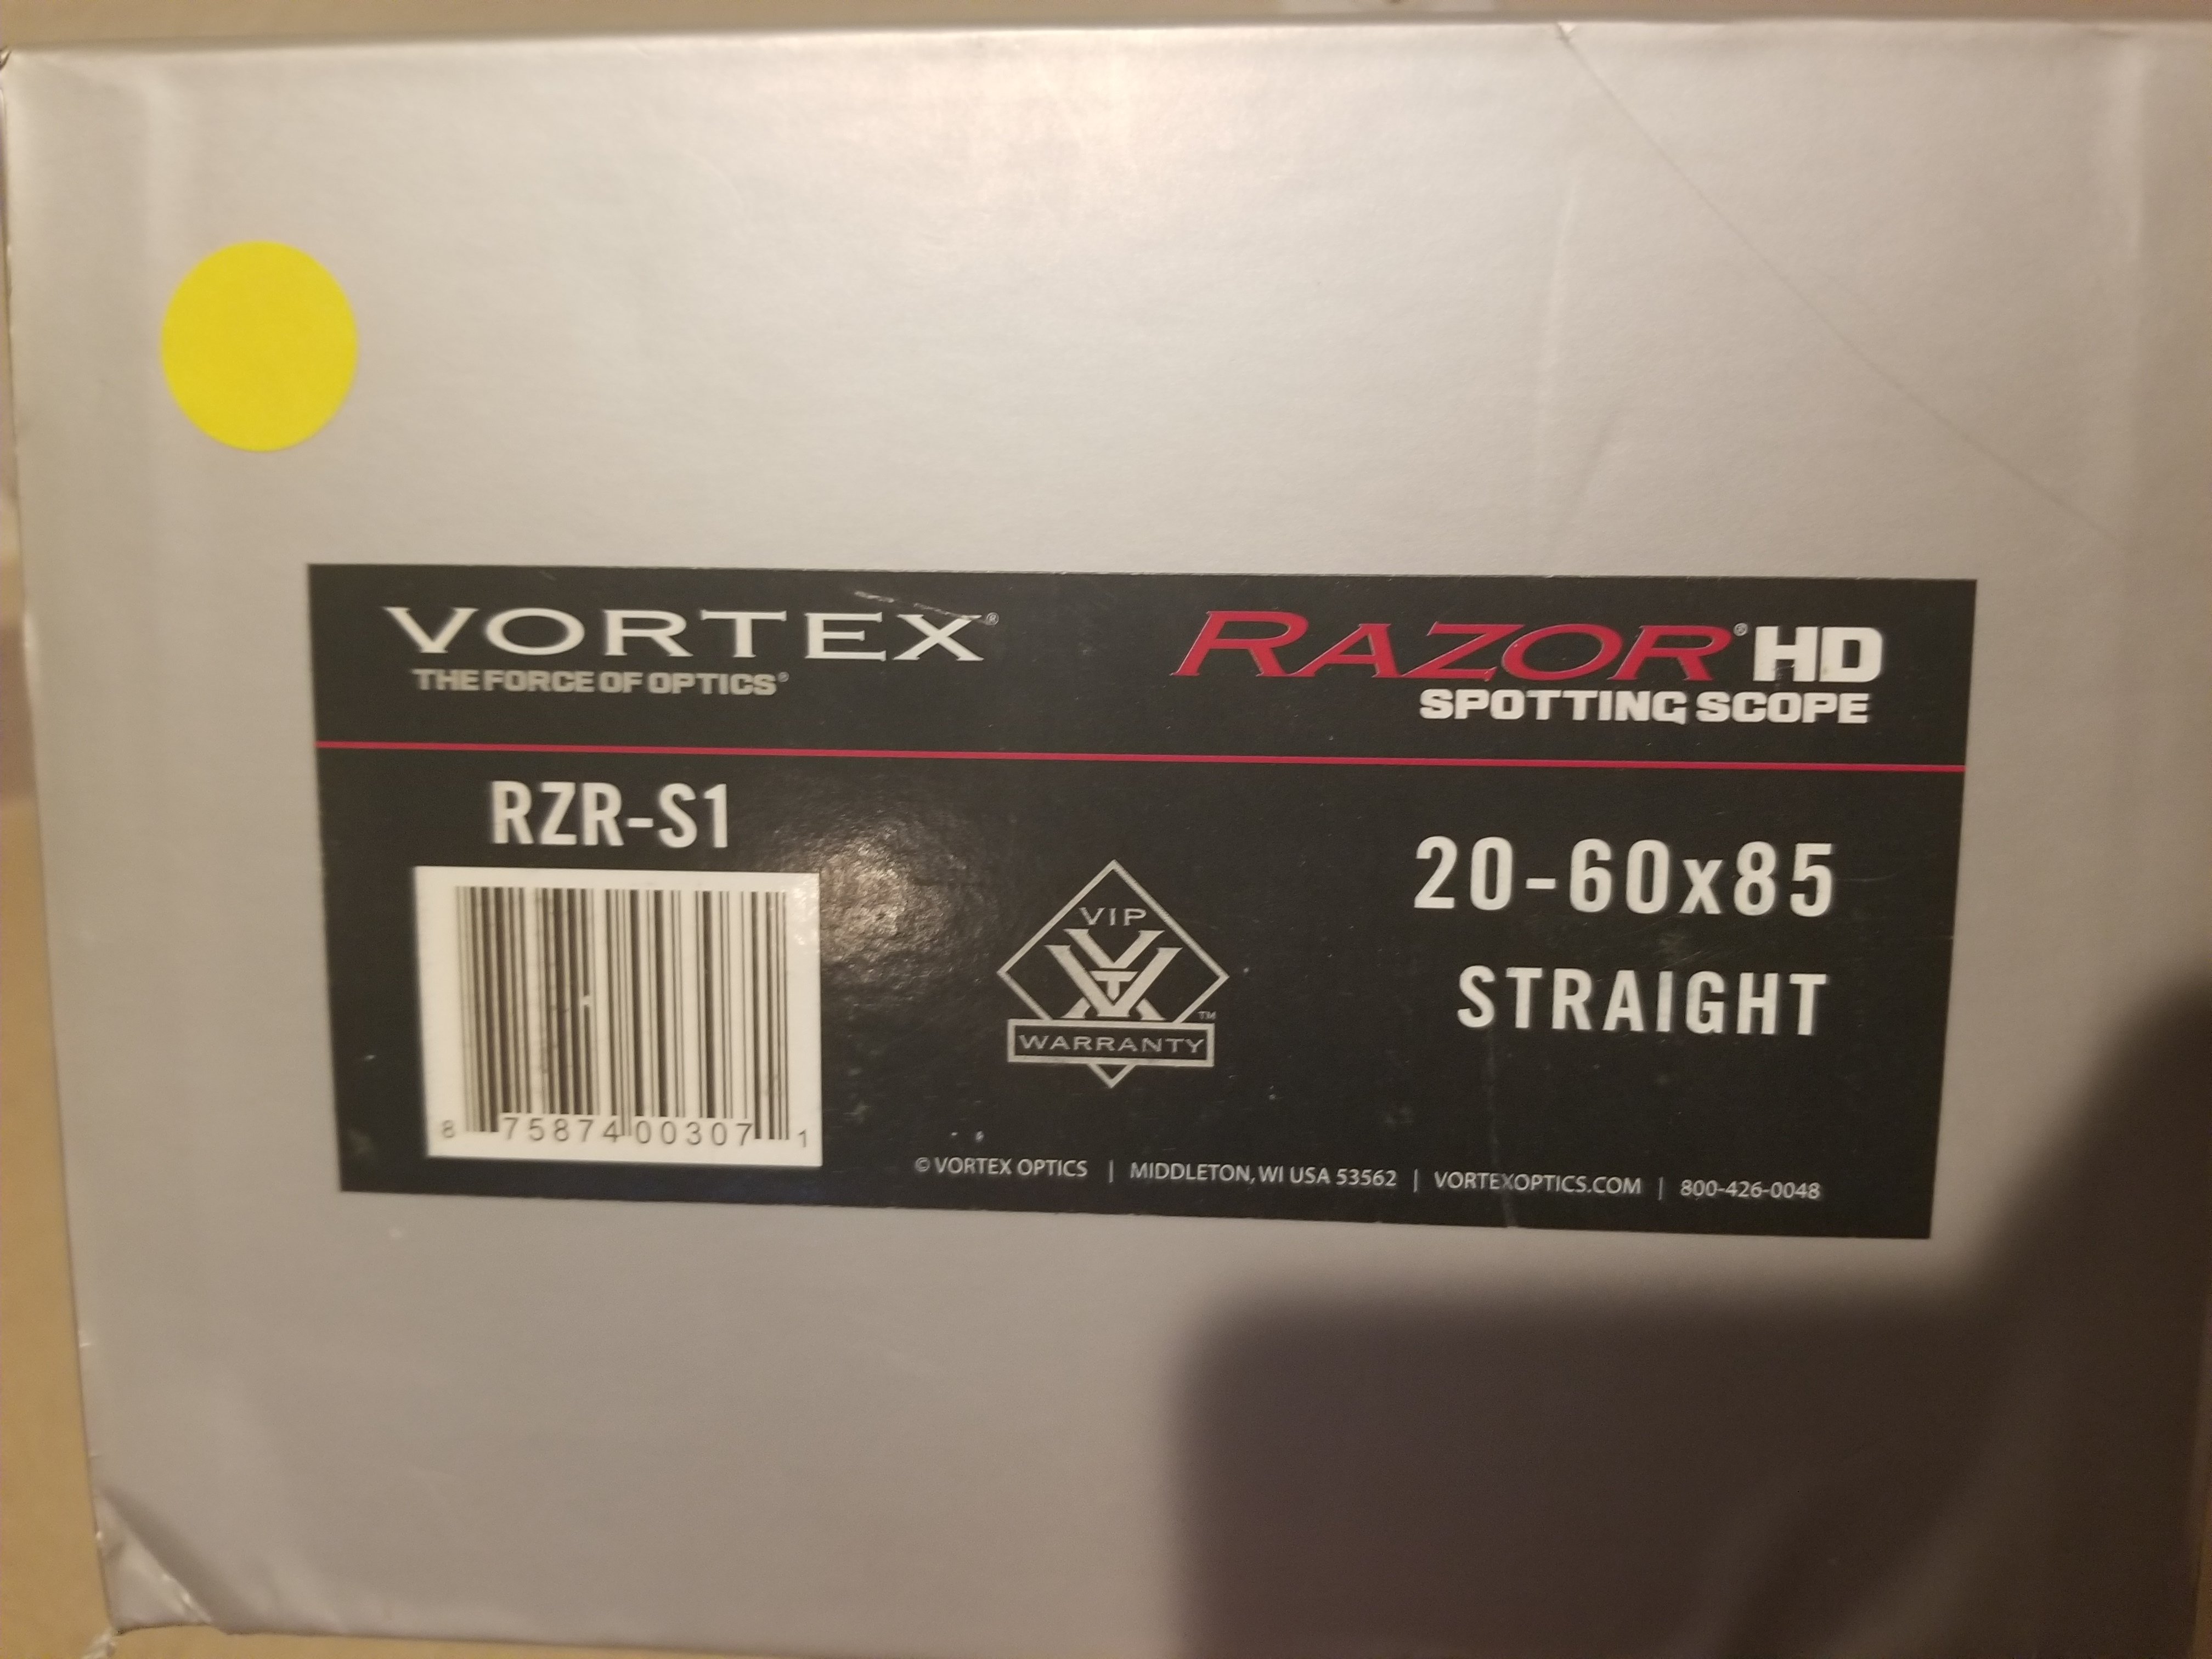 VORTEX®
THE FORCE OF OPTICS®
RAZOR® HD
SPOTTING SCOPE
RZR-S1
8 75874 00307 1
VIP
WARRANTY
™
20-60x85
STRAIGHT
© VORTEX OPTICS | MIDDLETON, WI USA 53562 | VORTEXOPTICS.COM | 800-426-0048